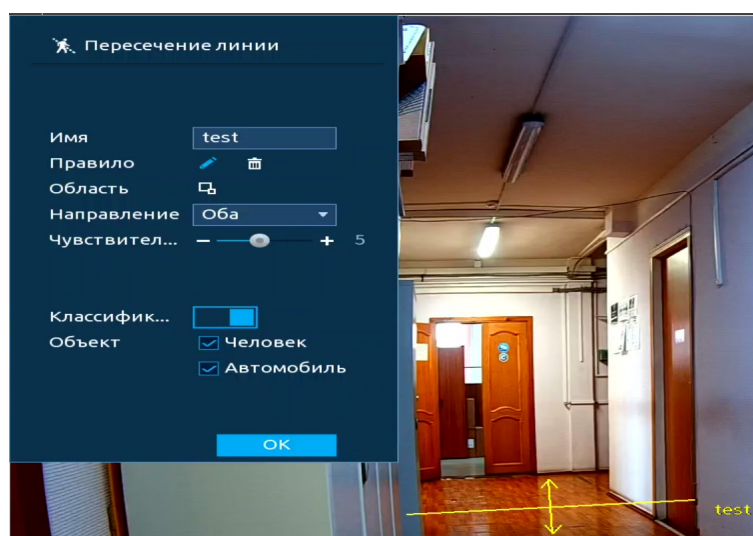 Пересечение линии
Имя test
Правило
Область
Направление Оба
Чувствител... 5
Классифик...
Объект Человек
Автомобиль
OK
test